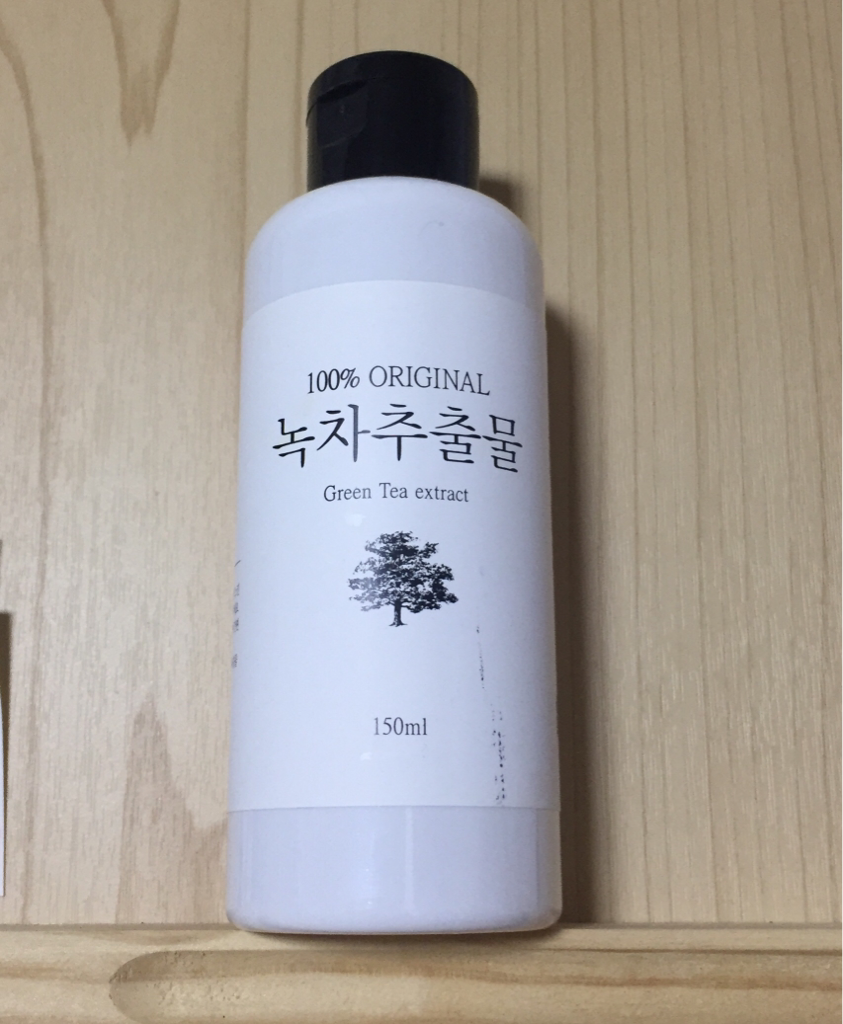 100% ORIGINAL
녹차추출물
Green Tea extract
150ml